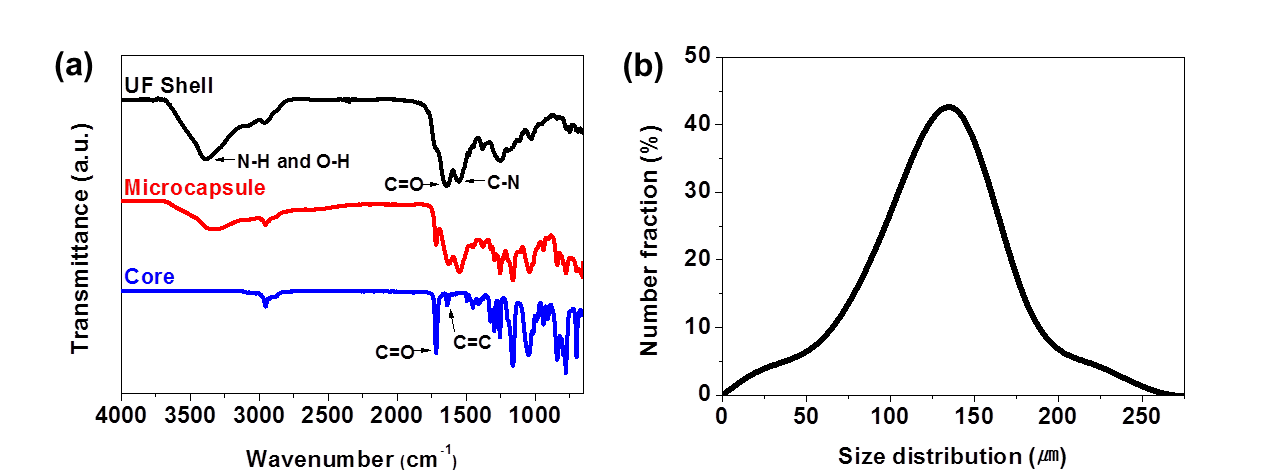 (a)
UF Shell
N-H and O-H
C=O
C-N
Microcapsule
Core
C=O
C=C
Transmittance (a.u.)
4000 3500 3000 2500 2000 1500 1000
Wavenumber (cm⁻¹)
(b)
50
40
30
20
10
0
Number fraction (%)
0 50 100 150 200 250
Size distribution (μm)